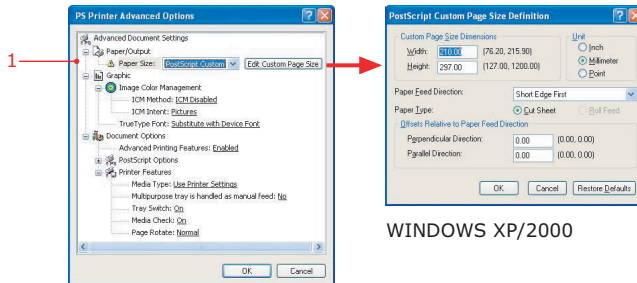 PS Printer Advanced Options
Advanced Document Settings
Paper/Output
1
Paper Size: PostScript Custom Edit Custom Page Size
Graphic
Image Color Management
ICM Method: ICM Disabled
ICM Intent: Pictures
TrueType Font: Substitute with Device Font
Document Options
Advanced Printing Features: Enabled
PostScript Options
Printer Features
Media Type: Use Printer Settings
Multipurpose tray is handled as manual feed: No
Tray Switch: On
Media Check: On
Page Rotate: Normal
OK Cancel
PostScript Custom Page Size Definition
Custom Page Size Dimensions
Width: 210.00 (76.20, 215.90)
Height: 297.00 (127.00, 1200.00)
Unit
Inch
Millimeter
Point
Paper Feed Direction: Short Edge First
Paper Type: Cut Sheet Roll Feed
Offsets Relative to Paper Feed Direction
Perpendicular Direction: 0.00 (0.00, 0.00)
Parallel Direction: 0.00 (0.00, 0.00)
OK Cancel Restore Defaults
WINDOWS XP/2000